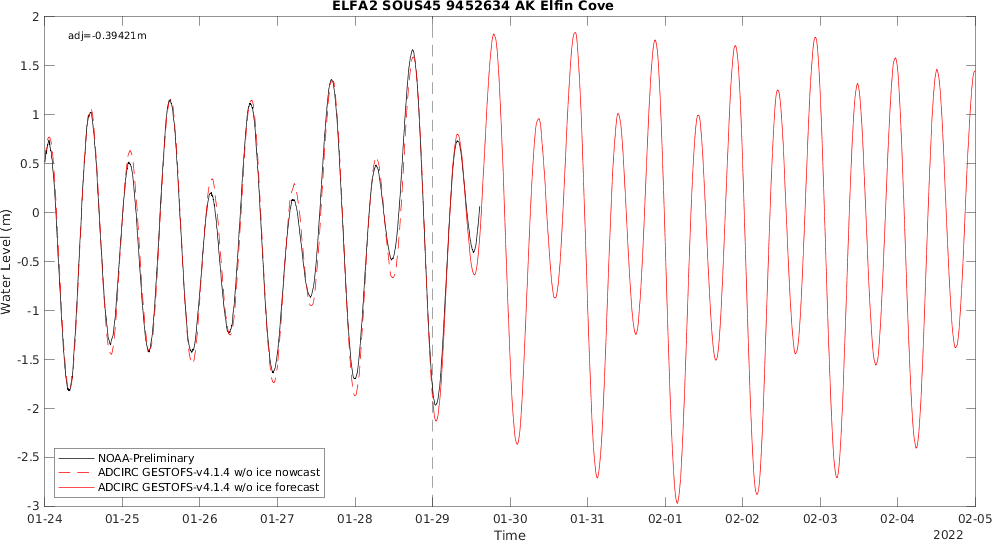 ELFA2 SOUS45 9452634 AK Elfin Cove
adj=-0.39421m
2
1.5
1
0.5
0
-0.5
-1
-1.5
-2
-2.5
-3
Water Level (m)
NOAA-Preliminary
ADCIRC GESTOFS-v4.1.4 w/o ice nowcast
ADCIRC GESTOFS-v4.1.4 w/o ice forecast
01-24 01-25 01-26 01-27 01-28 01-29 01-30 01-31 02-01 02-02 02-03 02-04 02-05
Time
2022